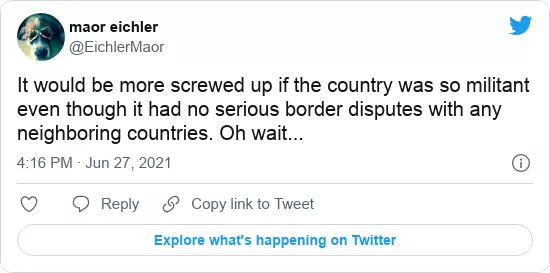 maor eichler
@EichlerMaor
It would be more screwed up if the country was so militant
even though it had no serious border disputes with any
neighboring countries. Oh wait...
4:16 PM · Jun 27, 2021
Reply
Copy link to Tweet
Explore what's happening on Twitter